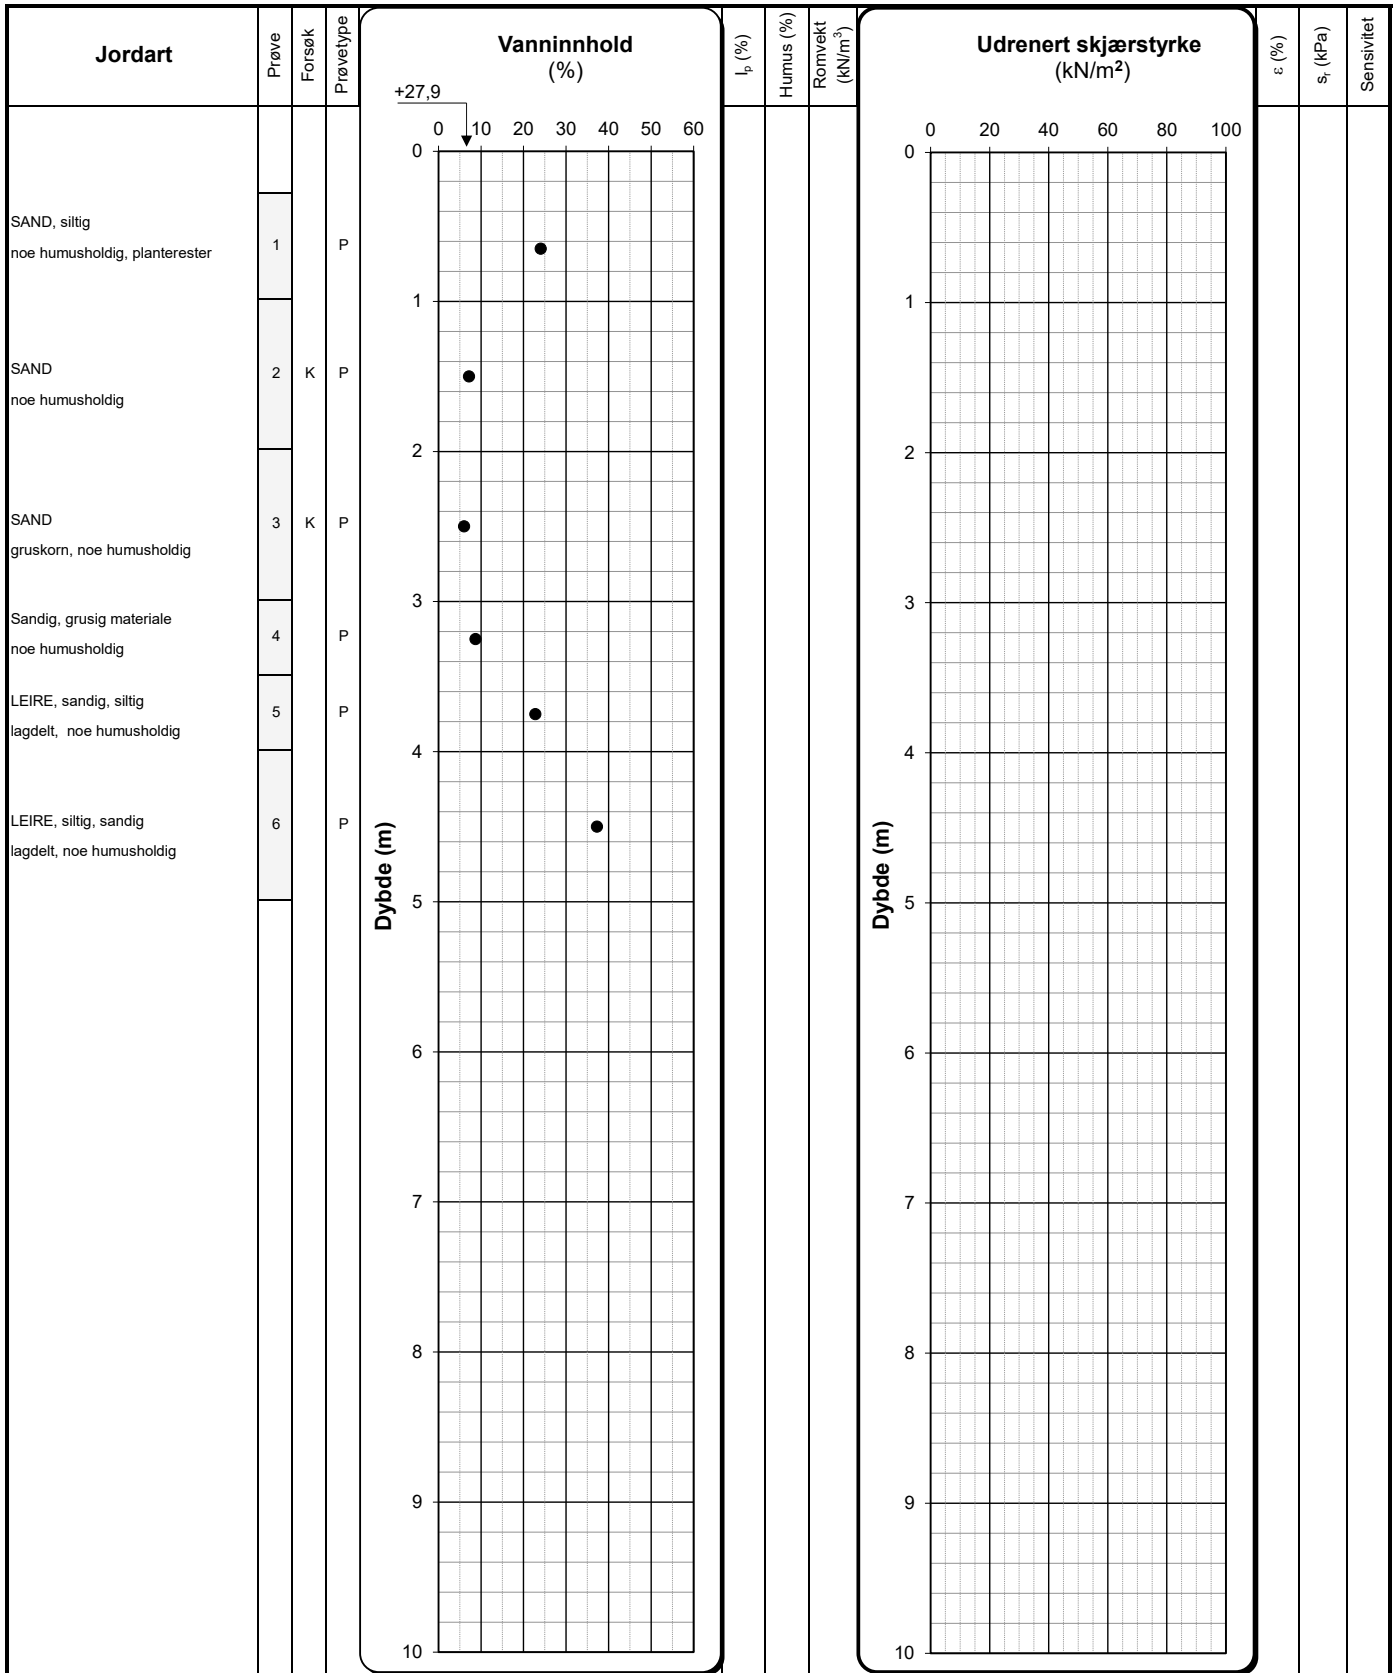 Jordart
Prøve
Forsøk
Prøvetype
Vanninnhold
(%)
+27,9
0 10 20 30 40 50 60
Ip (%)
Humus (%)
Romvekt
(kN/m³)
Udrenert skjærstyrke
(kN/m²)
0 20 40 60 80 100
ε (%)
sr (kPa)
Sensivitet
SAND, siltig
noe humusholdig, planterester
1 P
SAND
noe humusholdig
2 K P
SAND
gruskorn, noe humusholdig
3 K P
Sandig, grusig materiale
noe humusholdig
4 P
LEIRE, sandig, siltig
lagdelt, noe humusholdig
5 P
LEIRE, siltig, sandig
lagdelt, noe humusholdig
6 P
Dybde (m)
0
1
2
3
4
5
6
7
8
9
10
Dybde (m)
0
1
2
3
4
5
6
7
8
9
10